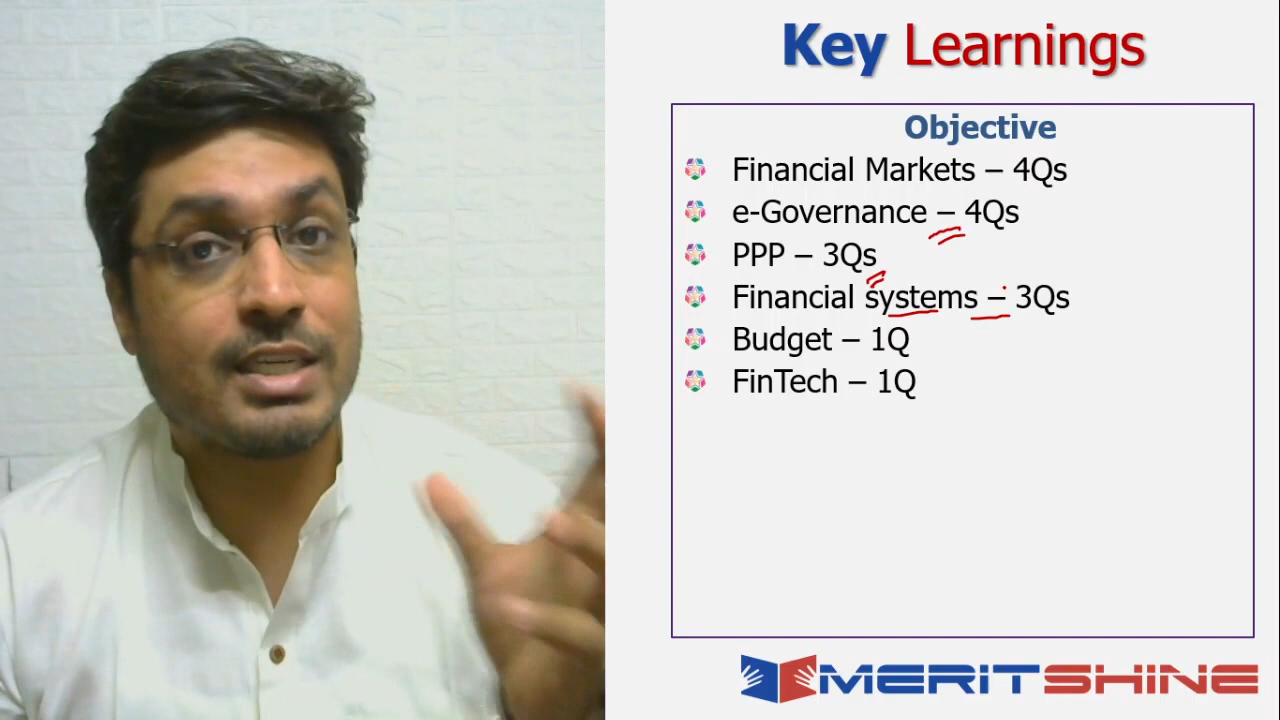 Key Learnings
Objective
Financial Markets – 4Qs
e-Governance – 4Qs
PPP – 3Qs
Financial systems – 3Qs
Budget – 1Q
FinTech – 1Q
MERITSHINE